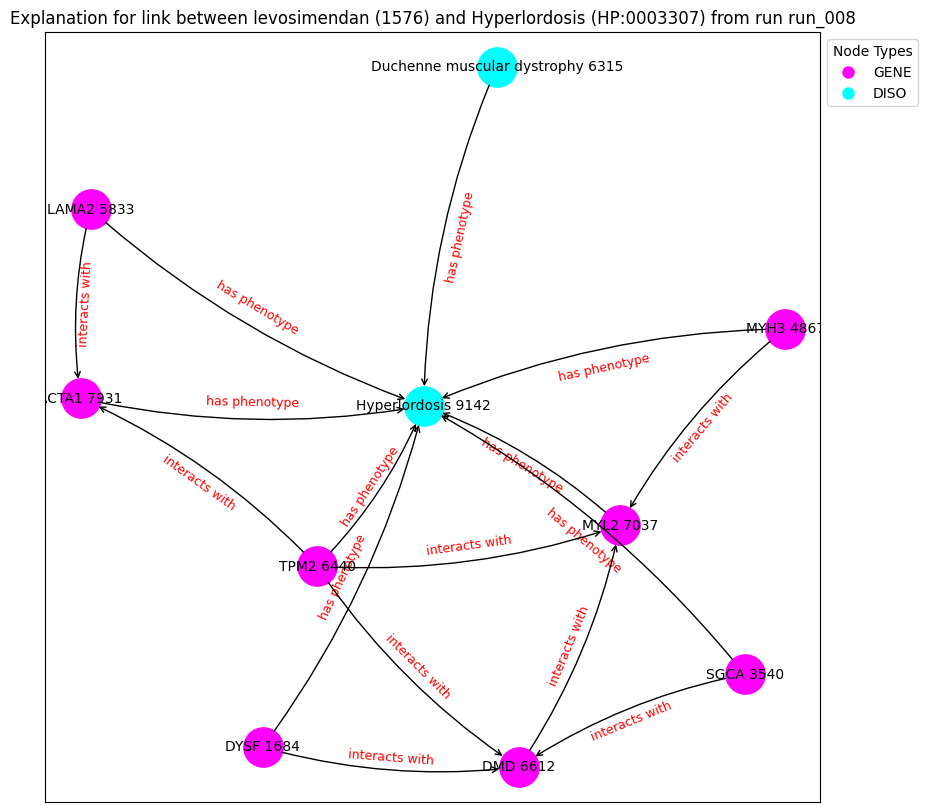 Explanation for link between levosimendan (1576) and Hyperlordosis (HP:0003307) from run run_008
Node Types
GENE
DISO
Duchenne muscular dystrophy 6315
has phenotype
LAMA2 5833
interacts with
has phenotype
MYH3 4867
has phenotype
ACTA1 7931
has phenotype
Hyperlordosis 9142
interacts with
interacts with
has phenotype
has phenotype
MYL2 7037
has phenotype
interacts with
TPM2 6440
has phenotype
interacts with
interacts with
SGCA 3540
interacts with
DYSF 1684
interacts with
DMD 6612